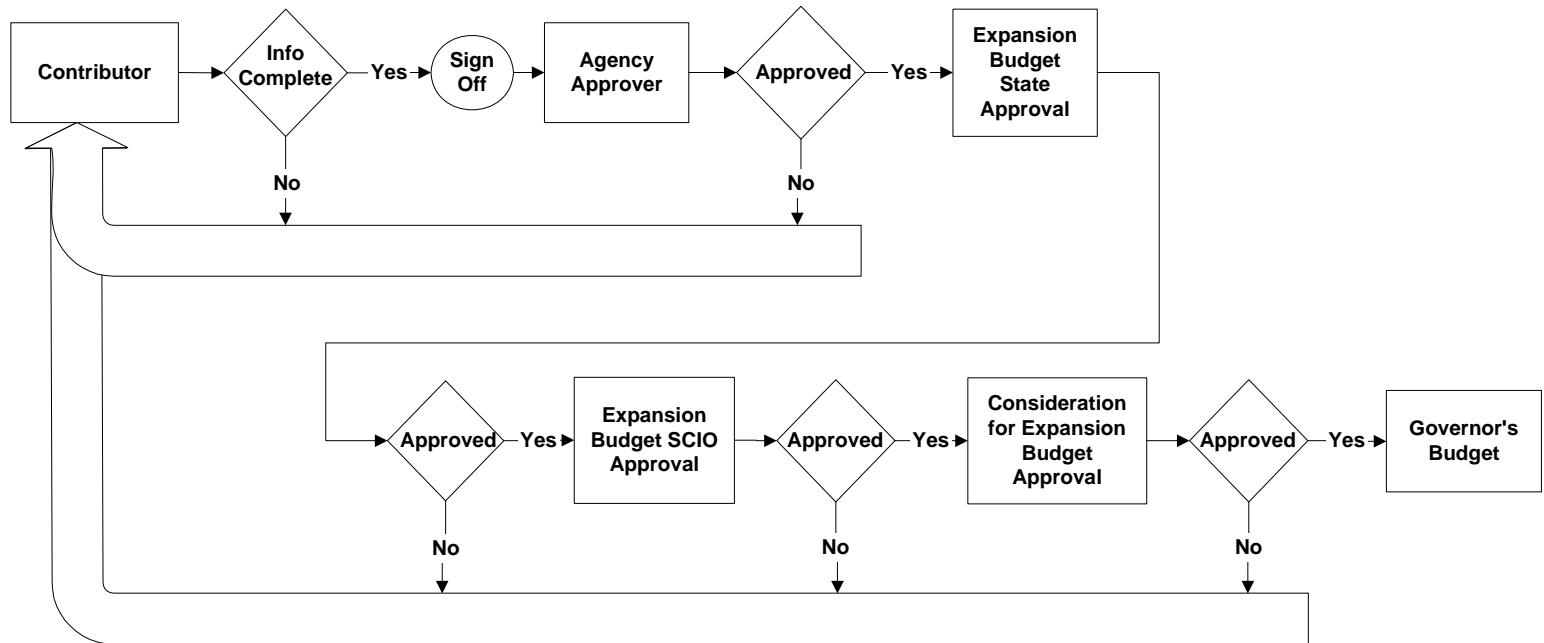 Contributor
Info
Complete
Yes
Sign
Off
Agency
Approver
Approved
Yes
Expansion
Budget
State
Approval
No
No
Approved
Yes
Expansion
Budget SCIO
Approval
Approved
Yes
Consideration
for Expansion
Budget
Approval
Approved
Yes
Governor's
Budget
No
No
No